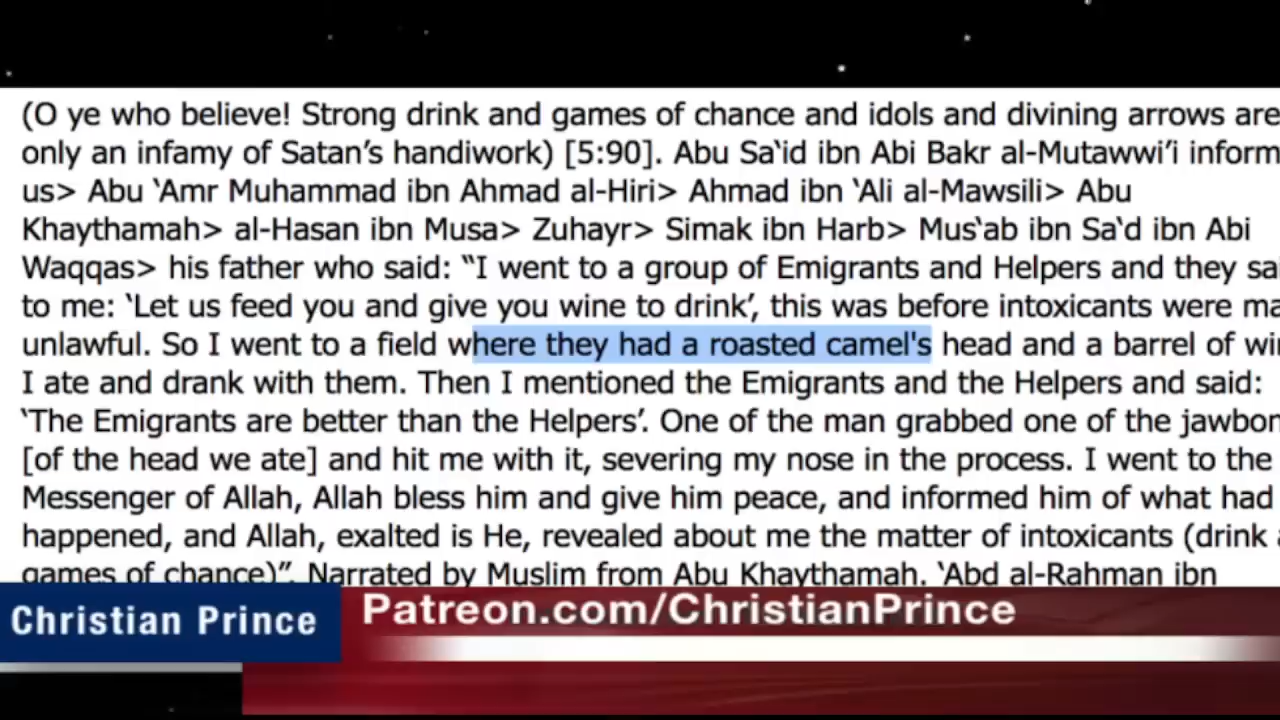 (O ye who believe! Strong drink and games of chance and idols and divining arrows are
only an infamy of Satan's handiwork) [5:90]. Abu Sa`id ibn Abi Bakr al-Mutawwi'i inform
us> Abu `Amr Muhammad ibn Ahmad al-Hiri> Ahmad ibn `Ali al-Mawsili> Abu
Khaythamah> al-Hasan ibn Musa> Zuhayr> Simak ibn Harb> Mus`ab ibn Sa`d ibn Abi
Waqqas> his father who said: “I went to a group of Emigrants and Helpers and they sai
to me: ‘Let us feed you and give you wine to drink’, this was before intoxicants were ma
unlawful. So I went to a field where they had a roasted camel's head and a barrel of wi
I ate and drank with them. Then I mentioned the Emigrants and the Helpers and said:
‘The Emigrants are better than the Helpers’. One of the man grabbed one of the jawbon
[of the head we ate] and hit me with it, severing my nose in the process. I went to the
Messenger of Allah, Allah bless him and give him peace, and informed him of what had
happened, and Allah, exalted is He, revealed about me the matter of intoxicants (drink
games of chance)”. Narrated by Muslim from Abu Khaythamah. `Abd al-Rahman ibn
Christian Prince
Patreon.com/ChristianPrince